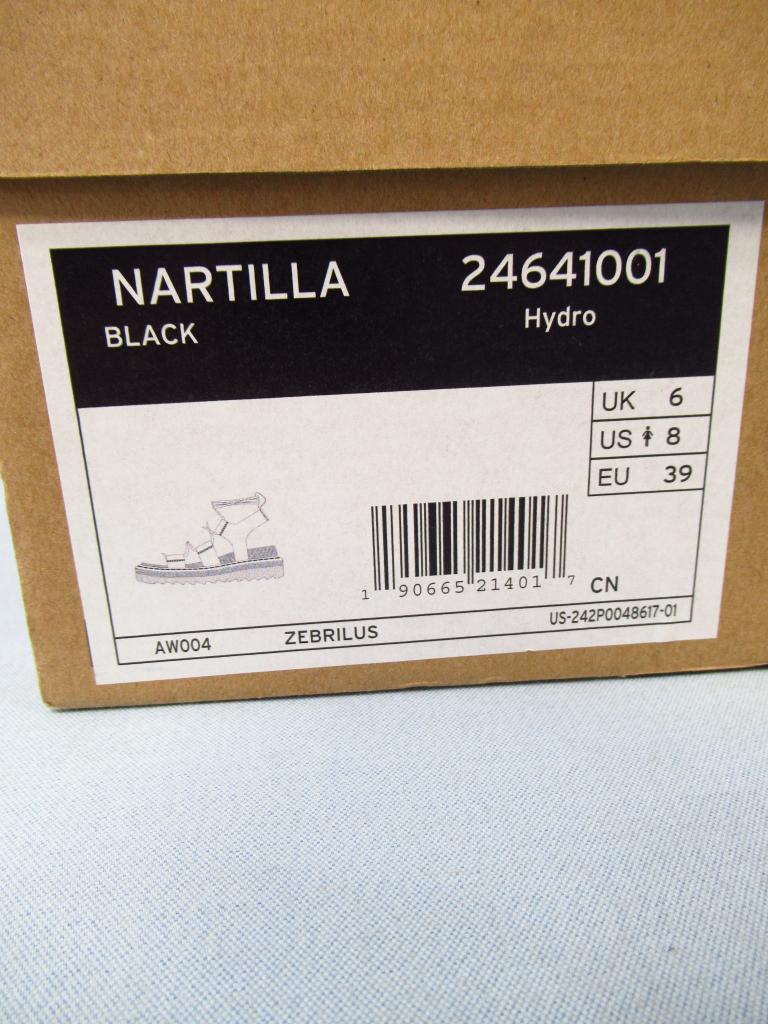 NARTILLA 24641001
BLACK Hydro
UK 6
US 8
EU 39
1 90665 21401 7 CN
AW004 ZEBRILUS US-242P0048617-01